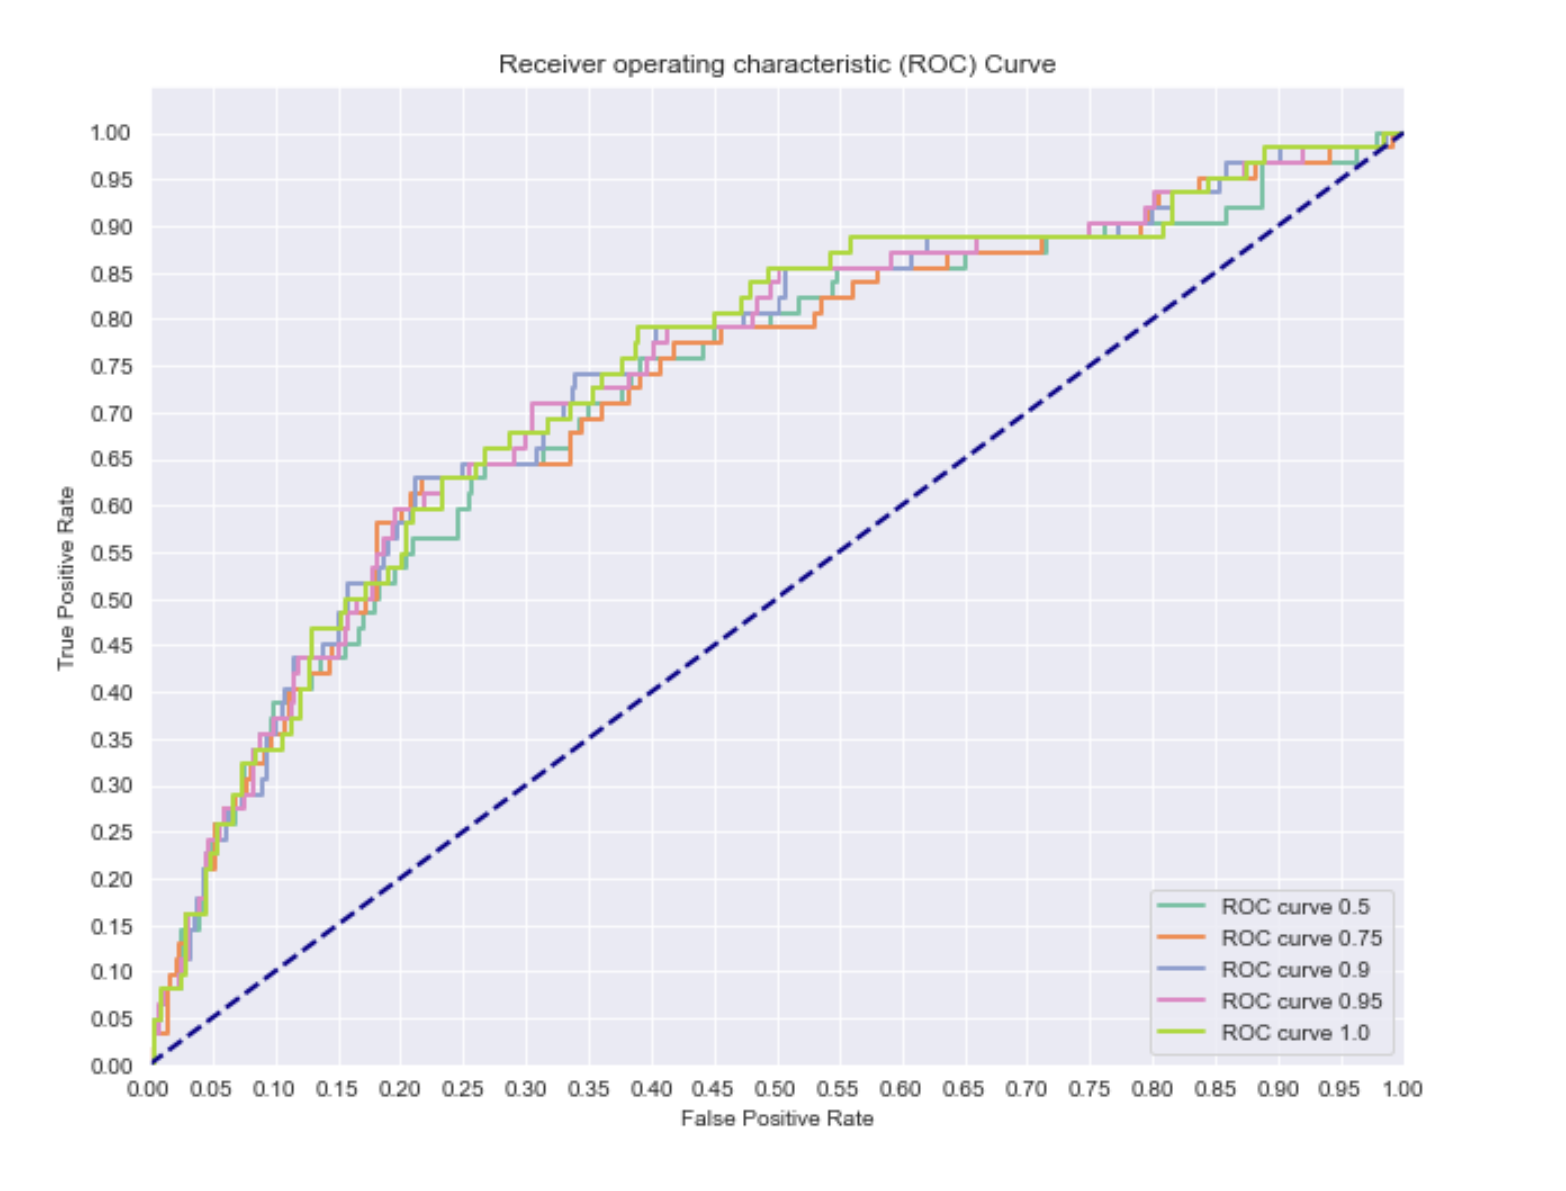 Receiver operating characteristic (ROC) Curve
1.00
0.95
0.90
0.85
0.80
0.75
0.70
0.65
0.60
0.55
0.50
0.45
0.40
0.35
0.30
0.25
0.20
0.15
0.10
0.05
0.00
True Positive Rate
ROC curve 0.5
ROC curve 0.75
ROC curve 0.9
ROC curve 0.95
ROC curve 1.0
0.00 0.05 0.10 0.15 0.20 0.25 0.30 0.35 0.40 0.45 0.50 0.55 0.60 0.65 0.70 0.75 0.80 0.85 0.90 0.95 1.00
False Positive Rate